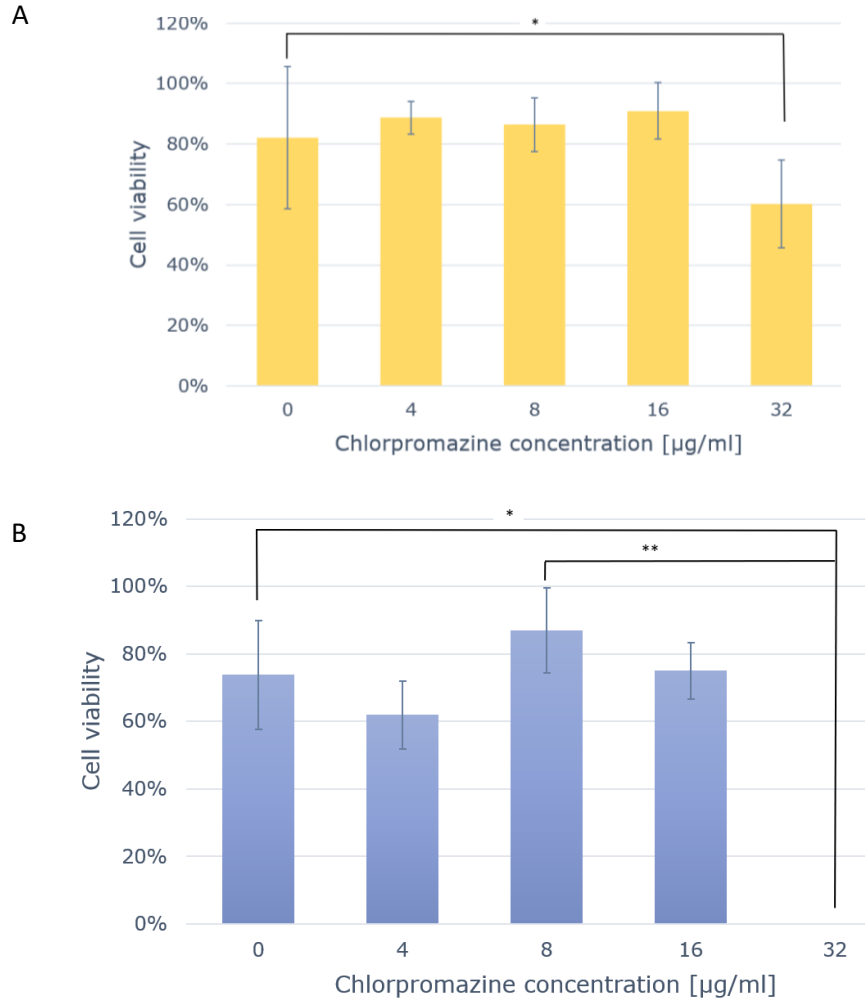 A
120%
*
100%
80%
60%
40%
20%
0%
Cell viability
0 4 8 16 32
Chlorpromazine concentration [µg/ml]
B
120%
*
**
100%
80%
60%
40%
20%
0%
Cell viability
0 4 8 16 32
Chlorpromazine concentration [µg/ml]